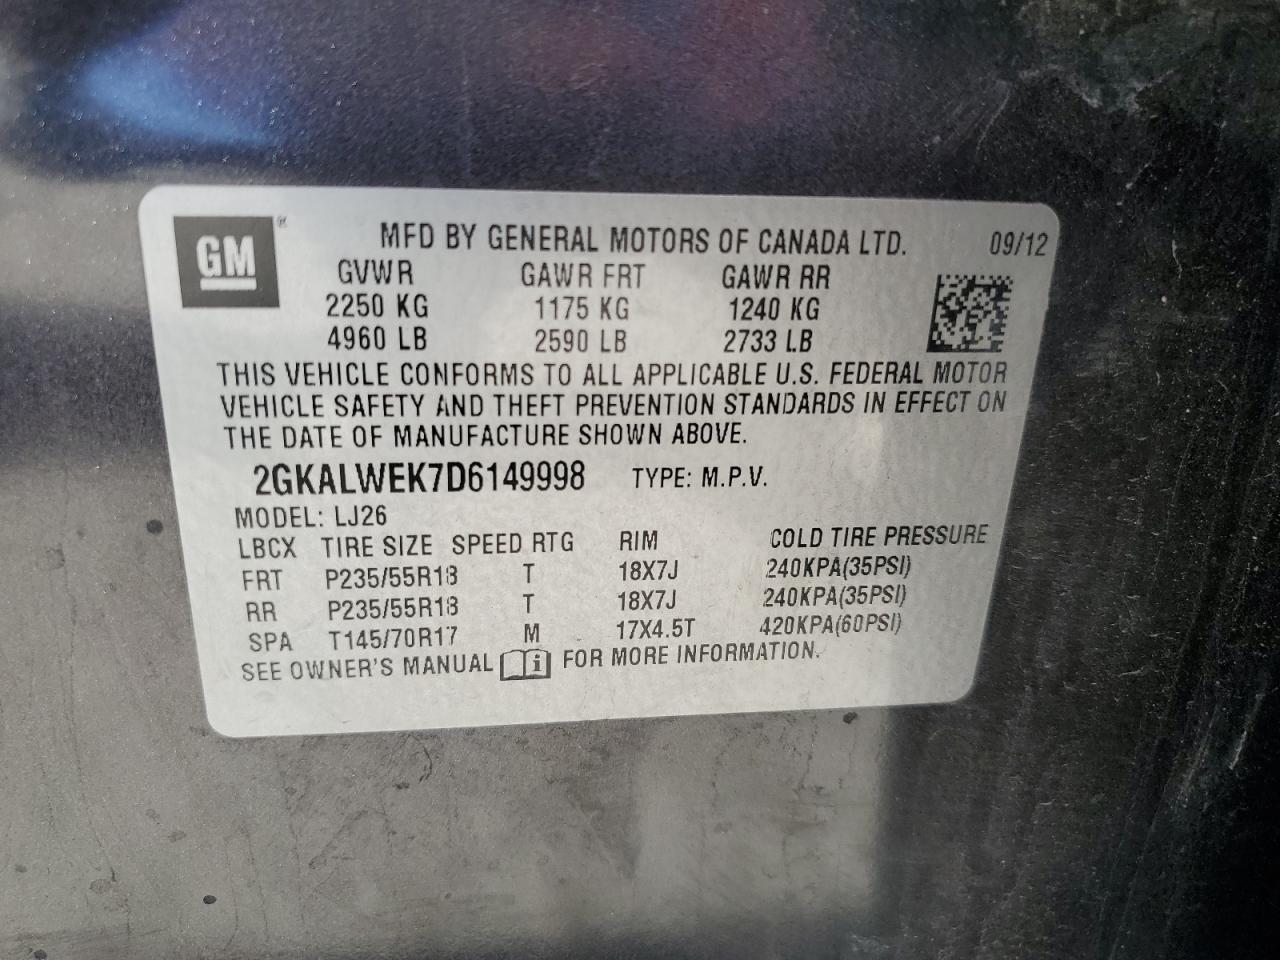 GM®
MFD BY GENERAL MOTORS OF CANADA LTD. 09/12
GVWR GAWR FRT GAWR RR
2250 KG 1175 KG 1240 KG
4960 LB 2590 LB 2733 LB
THIS VEHICLE CONFORMS TO ALL APPLICABLE U.S. FEDERAL MOTOR
VEHICLE SAFETY AND THEFT PREVENTION STANDARDS IN EFFECT ON
THE DATE OF MANUFACTURE SHOWN ABOVE.
2GKALWEK7D6149998 TYPE: M.P.V.
MODEL: LJ26
LBCX TIRE SIZE SPEED RTG RIM COLD TIRE PRESSURE
FRT P235/55R18 T 18X7J 240KPA(35PSI)
RR P235/55R18 T 18X7J 240KPA(35PSI)
SPA T145/70R17 M 17X4.5T 420KPA(60PSI)
SEE OWNER'S MANUAL i FOR MORE INFORMATION.